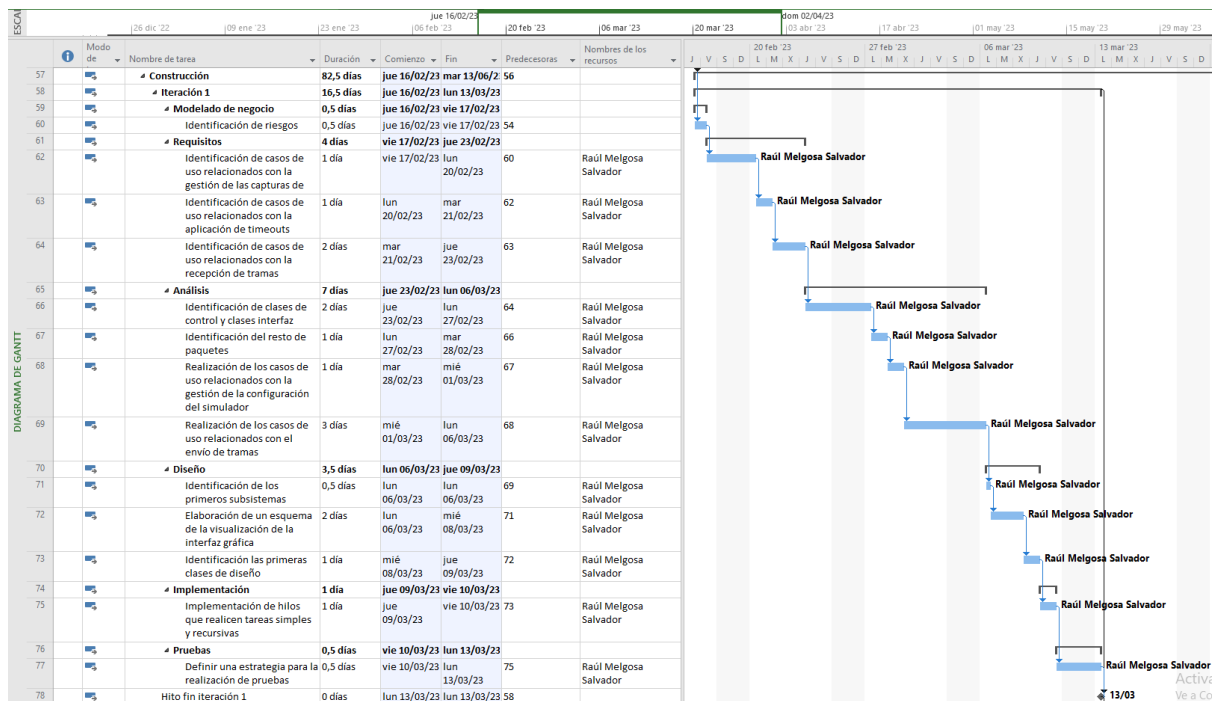 ESCAL
jue 16/02/23
dom 02/04/23
26 dic '22
09 ene '23
23 ene '23
06 feb '23
20 feb '23
06 mar '23
20 mar '23
03 abr '23
17 abr '23
01 may '23
15 may '23
29 may '23
DIAGRAMA DE GANTT
Modo de
Nombre de tarea
Duración
Comienzo
Fin
Predecesoras
Nombres de los recursos
20 feb '23
27 feb '23
06 mar '23
13 mar '23
J V S D L M X J V S D L M X J V S D L M X J V S D L M X J V S D
57 Construcción 82,5 días jue 16/02/23 mar 13/06/2 56
58 Iteración 1 16,5 días jue 16/02/23 lun 13/03/23
59 Modelado de negocio 0,5 días jue 16/02/23 vie 17/02/23
60 Identificación de riesgos 0,5 días jue 16/02/23 vie 17/02/23 54
61 Requisitos 4 días vie 17/02/23 jue 23/02/23
62 Identificación de casos de 1 día vie 17/02/23 lun 60 Raúl Melgosa Raúl Melgosa Salvador
uso relacionados con la 20/02/23 Salvador
gestión de las capturas de
63 Identificación de casos de 1 día lun mar 62 Raúl Melgosa Raúl Melgosa Salvador
uso relacionados con la 20/02/23 21/02/23 Salvador
aplicación de timeouts
64 Identificación de casos de 2 días mar jue 63 Raúl Melgosa Raúl Melgosa Salvador
uso relacionados con la 21/02/23 23/02/23 Salvador
recepción de tramas
65 Análisis 7 días jue 23/02/23 lun 06/03/23
66 Identificación de clases de 2 días jue lun 64 Raúl Melgosa Raúl Melgosa Salvador
control y clases interfaz 23/02/23 27/02/23 Salvador
67 Identificación del resto de 1 día lun mar 66 Raúl Melgosa Raúl Melgosa Salvador
paquetes 27/02/23 28/02/23 Salvador
68 Realización de los casos de 1 día mar mié 67 Raúl Melgosa Raúl Melgosa Salvador
uso relacionados con la 28/02/23 01/03/23 Salvador
gestión de la configuración
del simulador
69 Realización de los casos de 3 días mié lun 68 Raúl Melgosa Raúl Melgosa Salvador
uso relacionados con el 01/03/23 06/03/23 Salvador
envío de tramas
70 Diseño 3,5 días lun 06/03/23 jue 09/03/23
71 Identificación de los 0,5 días lun lun 69 Raúl Melgosa Raúl Melgosa Salvador
primeros subsistemas 06/03/23 06/03/23 Salvador
72 Elaboración de un esquema 2 días lun mié 71 Raúl Melgosa Raúl Melgosa Salvador
de la visualización de la 06/03/23 08/03/23 Salvador
interfaz gráfica
73 Identificación las primeras 1 día mié jue 72 Raúl Melgosa Raúl Melgosa Salvador
clases de diseño 08/03/23 09/03/23 Salvador
74 Implementación 1 día jue 09/03/23 vie 10/03/23
75 Implementación de hilos 1 día jue vie 10/03/23 73 Raúl Melgosa Raúl Melgosa Salvador
que realicen tareas simples 09/03/23 Salvador
y recursivas
76 Pruebas 0,5 días vie 10/03/23 lun 13/03/23
77 Definir una estrategia para la 0,5 días vie 10/03/23 lun 75 Raúl Melgosa Raúl Melgosa Salvador
realización de pruebas 13/03/23 Salvador
Activa
78 Hito fin iteración 1 0 días lun 13/03/23 lun 13/03/23 58 13/03
Ve a Co